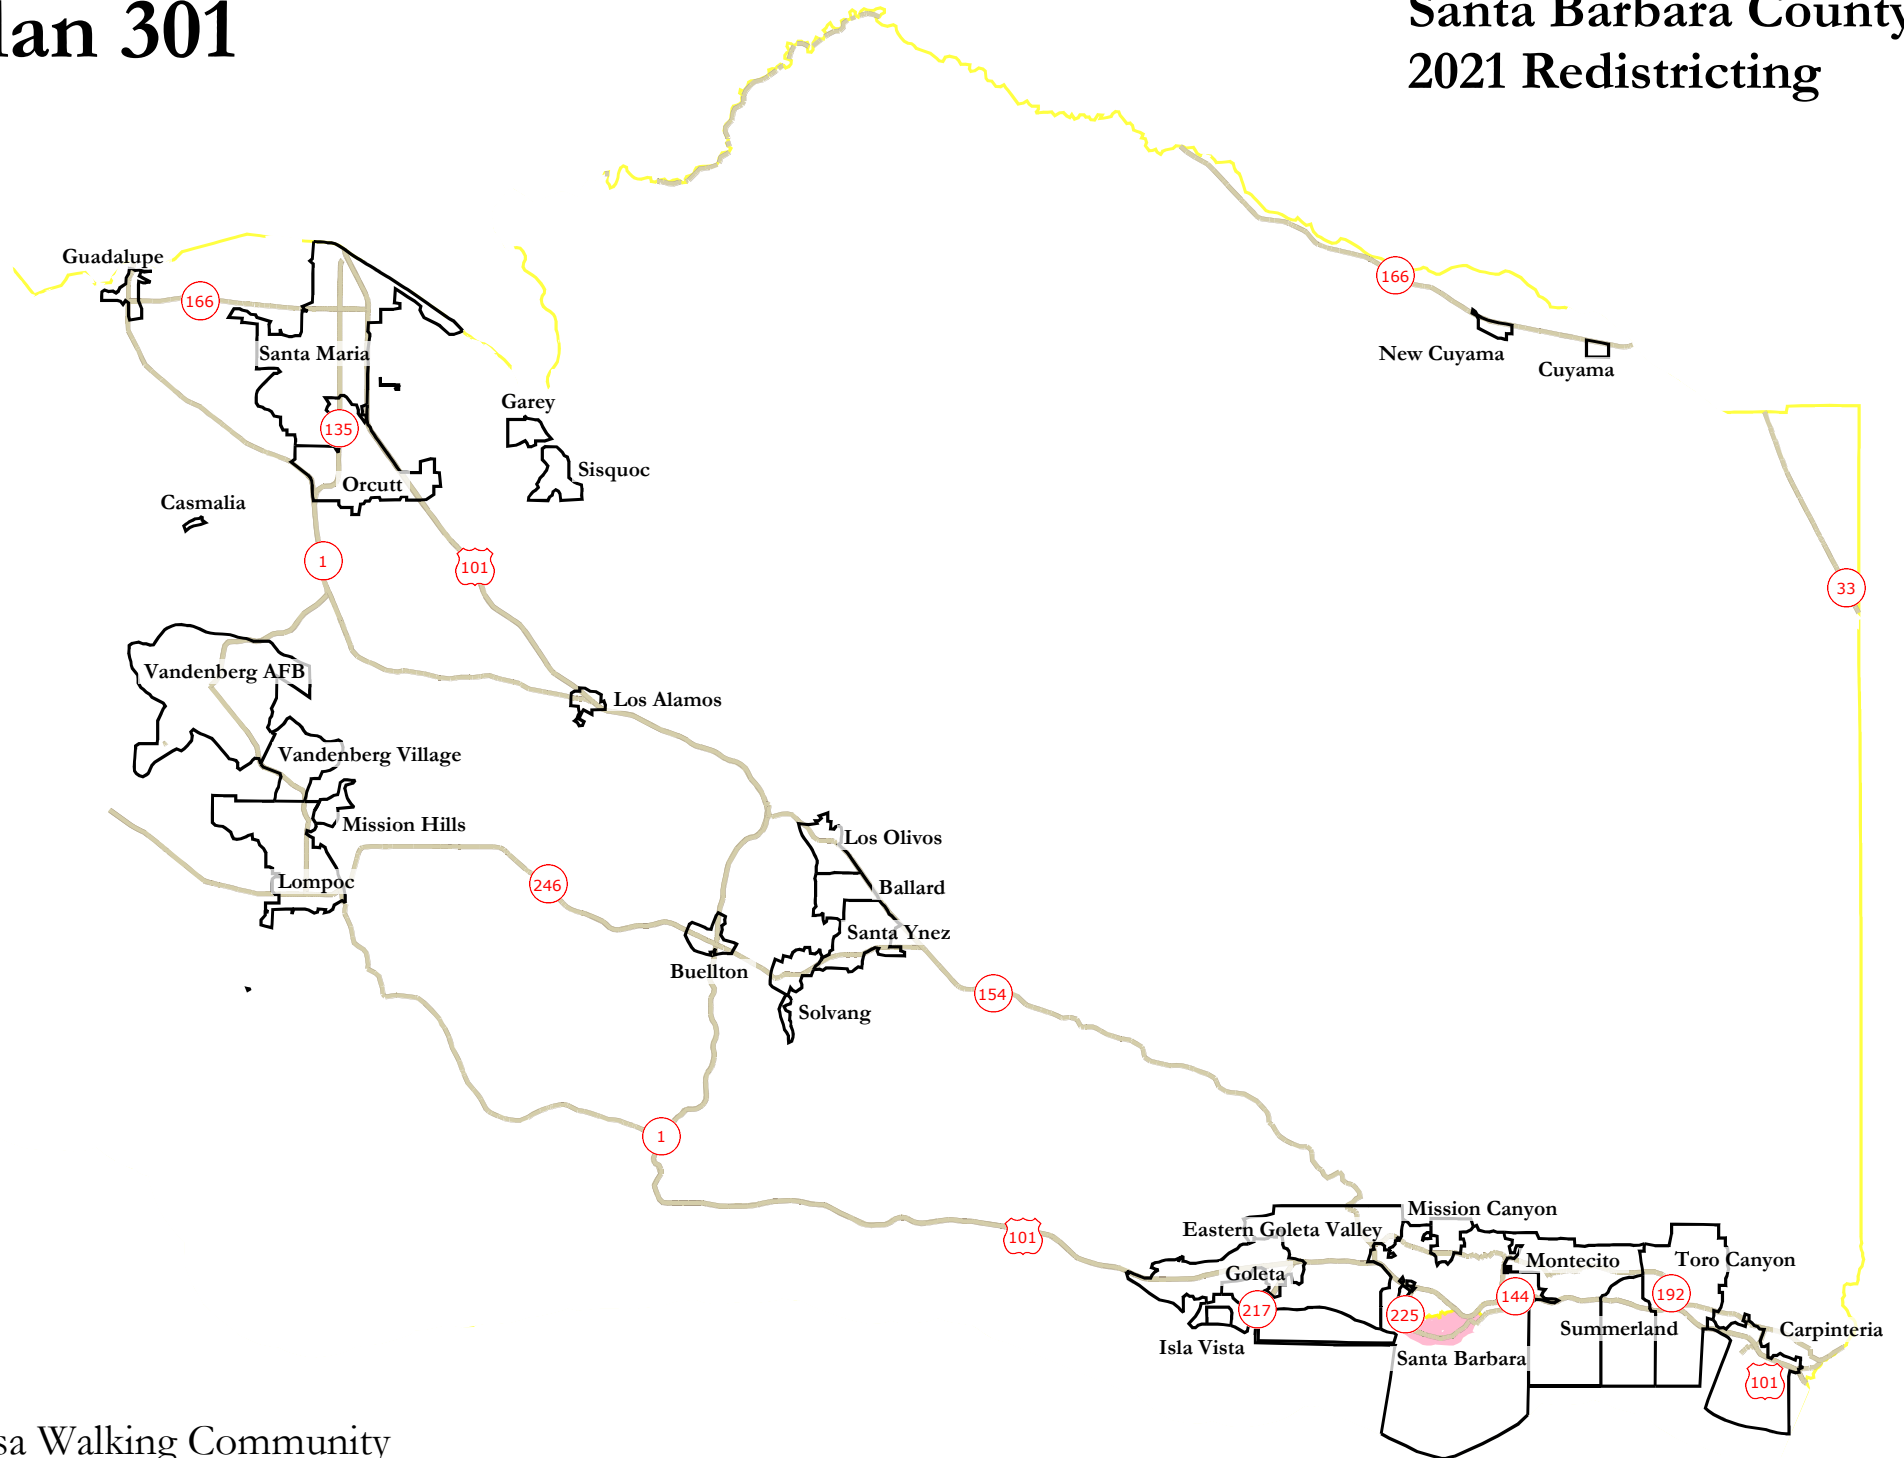 lan 301
Santa Barbara County
2021 Redistricting
Guadalupe
166
166
Santa Maria
New Cuyama
Cuyama
Garey
135
Sisquoc
Orcutt
Casmalia
1
101
33
Vandenberg AFB
Los Alamos
Vandenberg Village
Mission Hills
Los Olivos
Lompoc
246
Ballard
Santa Ynez
Buellton
154
Solvang
1
Mission Canyon
Eastern Goleta Valley
101
Montecito
Toro Canyon
Goleta
192
144
217
225
Summerland
Carpinteria
Isla Vista
Santa Barbara
101
sa Walking Community